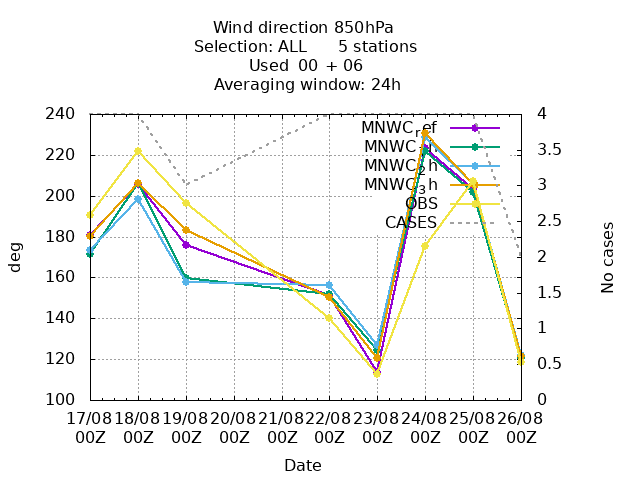 Wind direction 850hPa
Selection: ALL 5 stations
Used 00 + 06
Averaging window: 24h
240
220
200
180
160
140
120
100
4
3.5
3
2.5
2
1.5
1
0.5
0
MNWC_ref
MNWC_1h
MNWC_2h
MNWC_3h
OBS
CASES
deg
No cases
17/08 18/08 19/08 20/08 21/08 22/08 23/08 24/08 25/08 26/08
00Z 00Z 00Z 00Z 00Z 00Z 00Z 00Z 00Z 00Z
Date